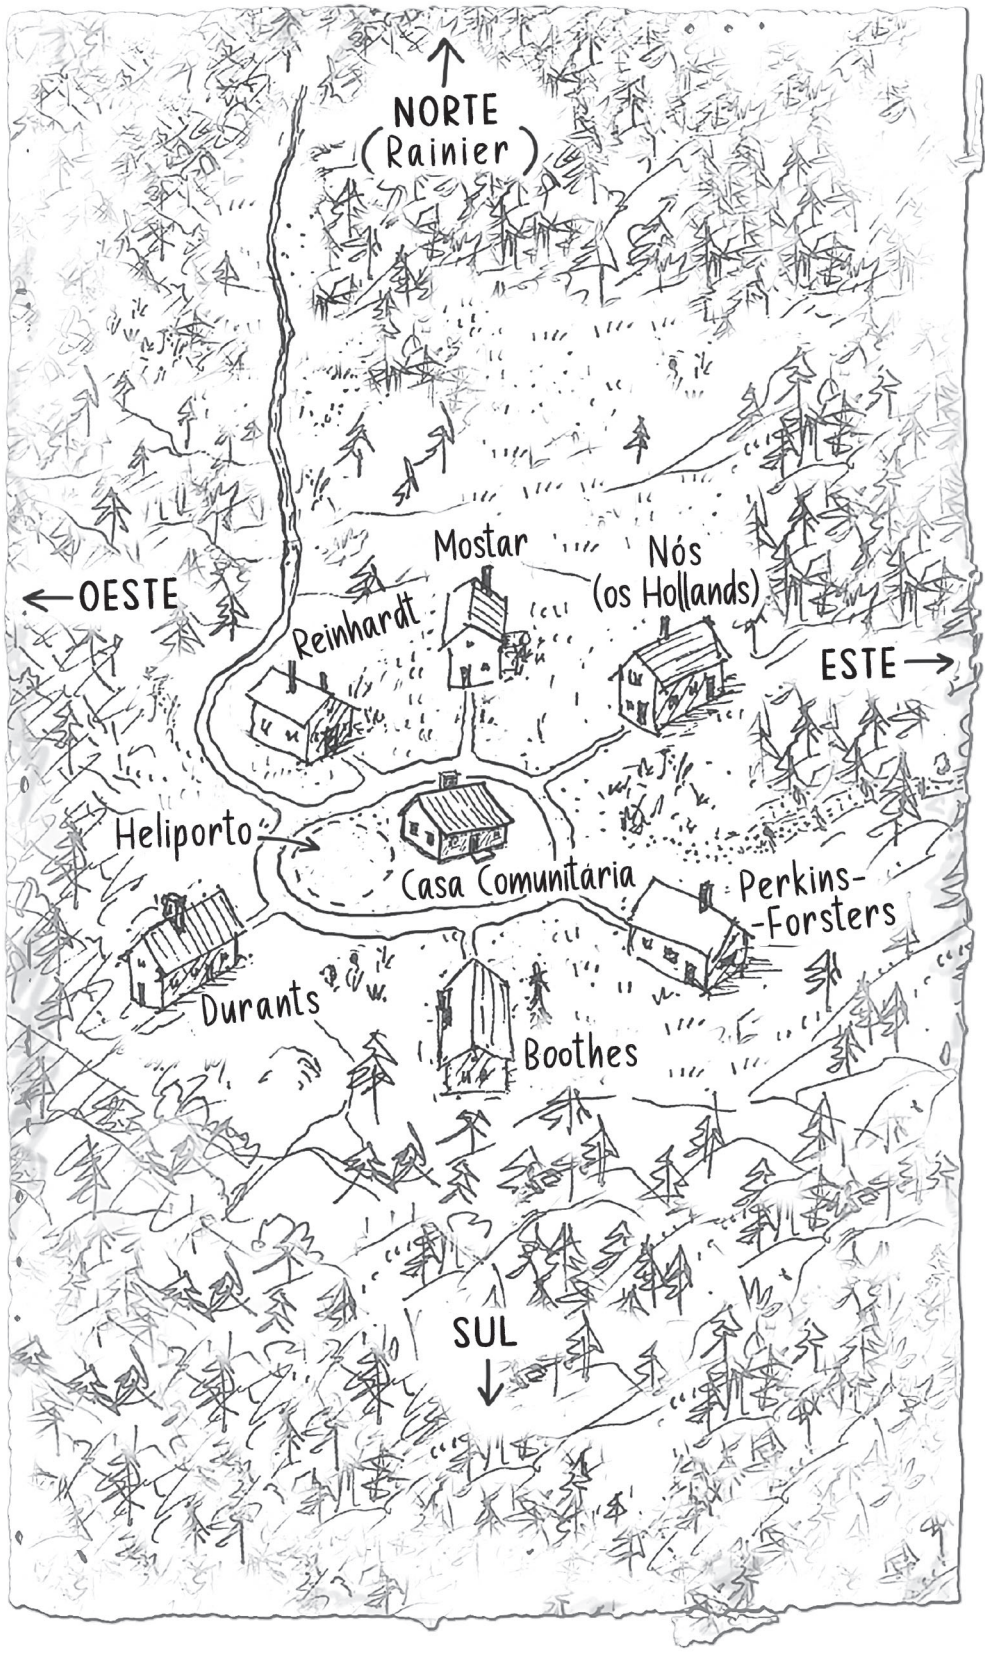 NORTE
(Rainier)
Mostar
Nós
(os Hollands)
OESTE
Reinhardt
ESTE
Heliporto
Casa Comunitária
Perkins-
-Forsters
Durants
Boothes
SUL